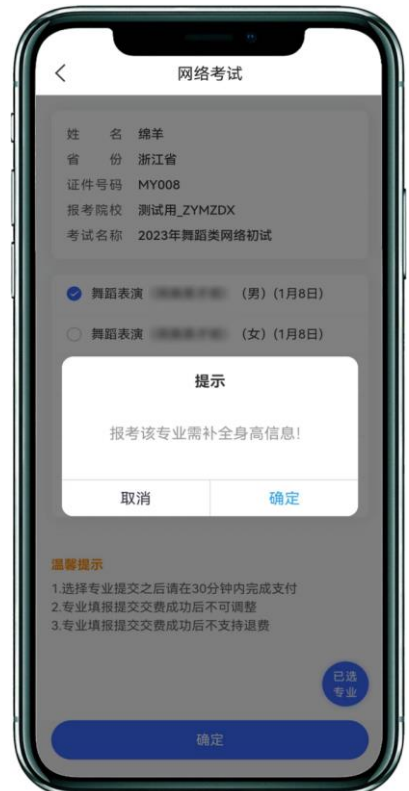 网络考试
姓 名 绵羊
省 份 浙江省
证件号码 MY008
报考院校 测试用_ZYMZDX
考试名称 2023年舞蹈类网络初试
舞蹈表演 (男) (1月8日)
舞蹈表演 (女) (1月8日)
提示
报考该专业需补全身高信息!
取消 确定
温馨提示
1.选择专业提交之后请在30分钟内完成支付
2.专业填报提交交费成功后不可调整
3.专业填报提交交费成功后不支持退费
已选
专业
确定